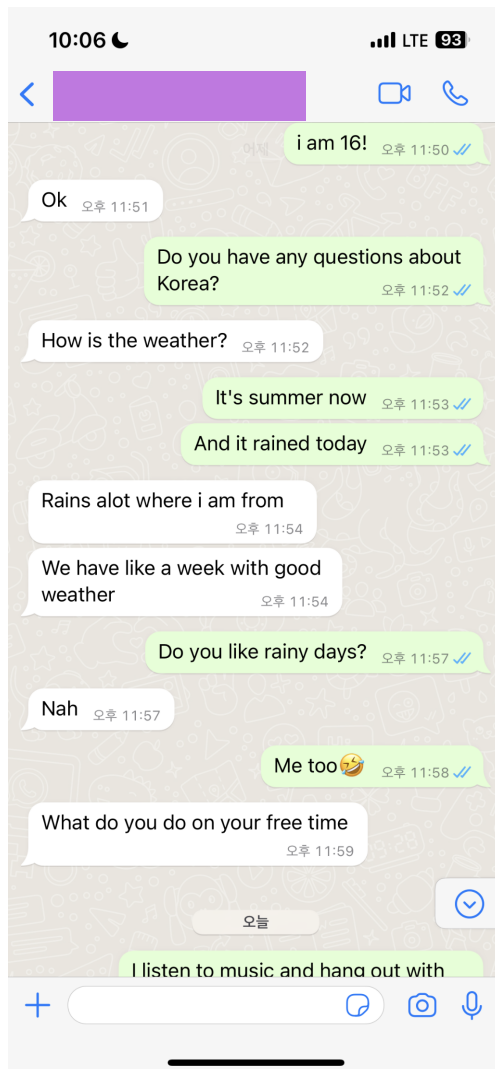 10:06
LTE 93
어제
i am 16! 오후 11:50
Ok 오후 11:51
Do you have any questions about
Korea? 오후 11:52
How is the weather? 오후 11:52
It's summer now 오후 11:53
And it rained today 오후 11:53
Rains alot where i am from
오후 11:54
We have like a week with good
weather 오후 11:54
Do you like rainy days? 오후 11:57
Nah 오후 11:57
Me too🤣 오후 11:58
What do you do on your free time
오후 11:59
오늘
I listen to music and hang out with